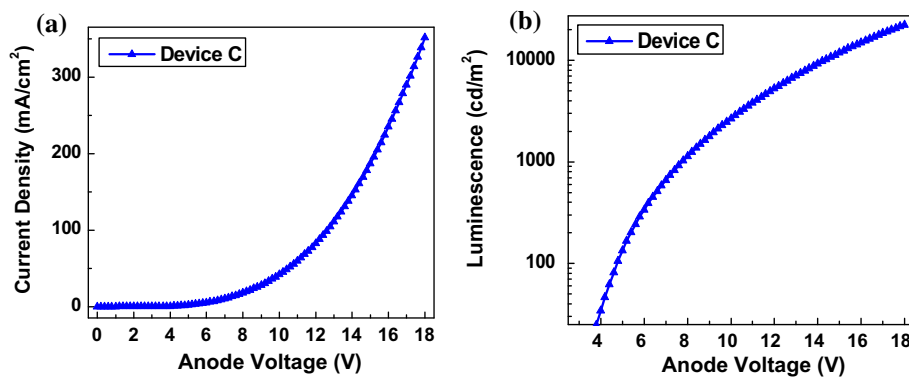 (a)
Device C
Current Density (mA/cm²)
300
200
100
0
0 2 4 6 8 10 12 14 16 18
Anode Voltage (V)
(b)
Device C
Luminescence (cd/m²)
10000
1000
100
4 6 8 10 12 14 16 18
Anode Voltage (V)